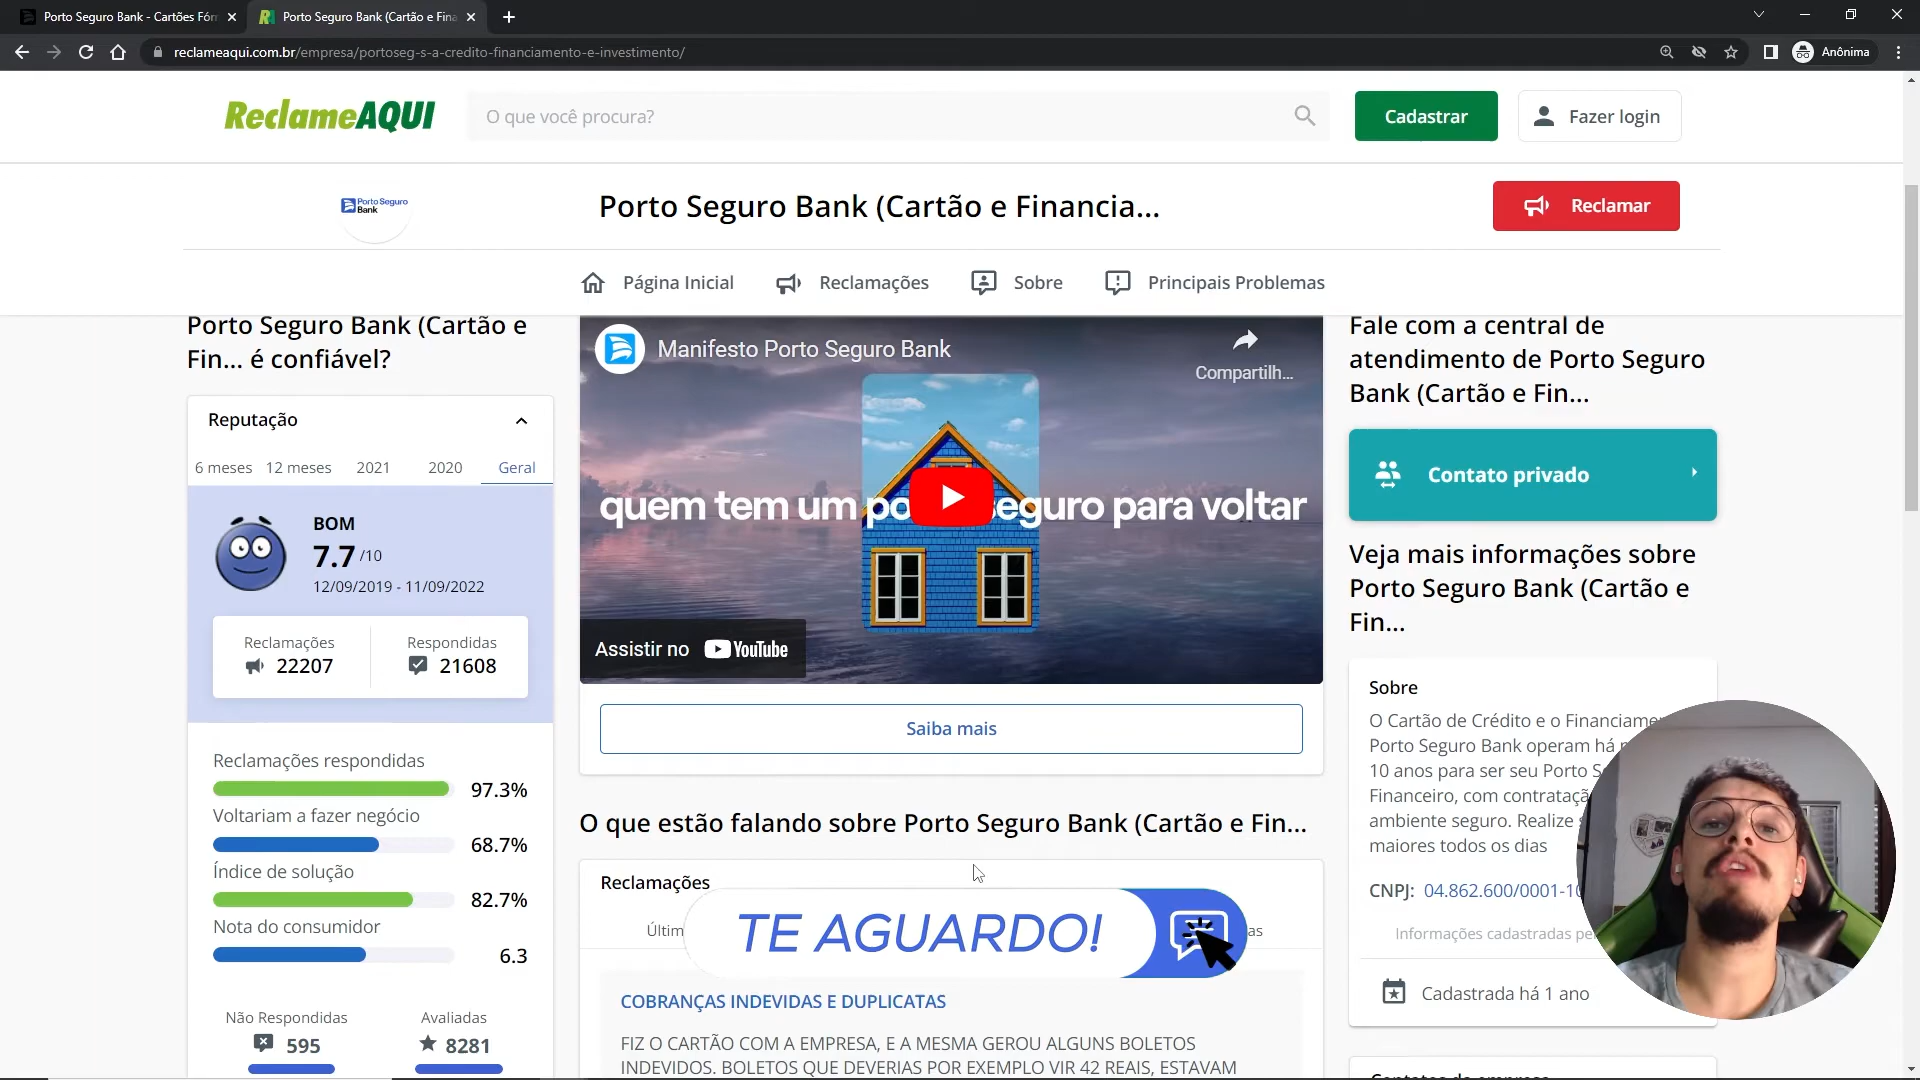 Porto Seguro Bank - Cartões Fór
Porto Seguro Bank (Cartão e Fina
reclameaqui.com.br/empresa/portoseg-s-a-credito-financiamento-e-investimento/
Anônima
ReclameAQUI
O que você procura?
Cadastrar
Fazer login
Porto Seguro Bank
Porto Seguro Bank (Cartão e Financia...
Reclamar
Página Inicial
Reclamações
Sobre
Principais Problemas
Porto Seguro Bank (Cartão e
Fin... é confiável?
Reputação
6 meses
12 meses
2021
2020
Geral
BOM
7.7 /10
12/09/2019 - 11/09/2022
Reclamações
22207
Respondidas
21608
Reclamações respondidas
97.3%
Voltariam a fazer negócio
68.7%
Índice de solução
82.7%
Nota do consumidor
6.3
Não Respondidas
595
Avaliadas
8281
Manifesto Porto Seguro Bank
Compartilh...
quem tem um po seguro para voltar
Assistir no YouTube
Saiba mais
O que estão falando sobre Porto Seguro Bank (Cartão e Fin...
Reclamações
Últim
as
TE AGUARDO!
COBRANÇAS INDEVIDAS E DUPLICATAS
FIZ O CARTÃO COM A EMPRESA, E A MESMA GEROU ALGUNS BOLETOS
INDEVIDOS. BOLETOS QUE DEVERIAS POR EXEMPLO VIR 42 REAIS, ESTAVAM
Fale com a central de
atendimento de Porto Seguro
Bank (Cartão e Fin...
Contato privado
Veja mais informações sobre
Porto Seguro Bank (Cartão e
Fin...
Sobre
O Cartão de Crédito e o Financiame
Porto Seguro Bank operam há
10 anos para ser seu Porto S
Financeiro, com contrataçã
ambiente seguro. Realize
maiores todos os dias
CNPJ: 04.862.600/0001-10
Informações cadastradas pe
Cadastrada há 1 ano